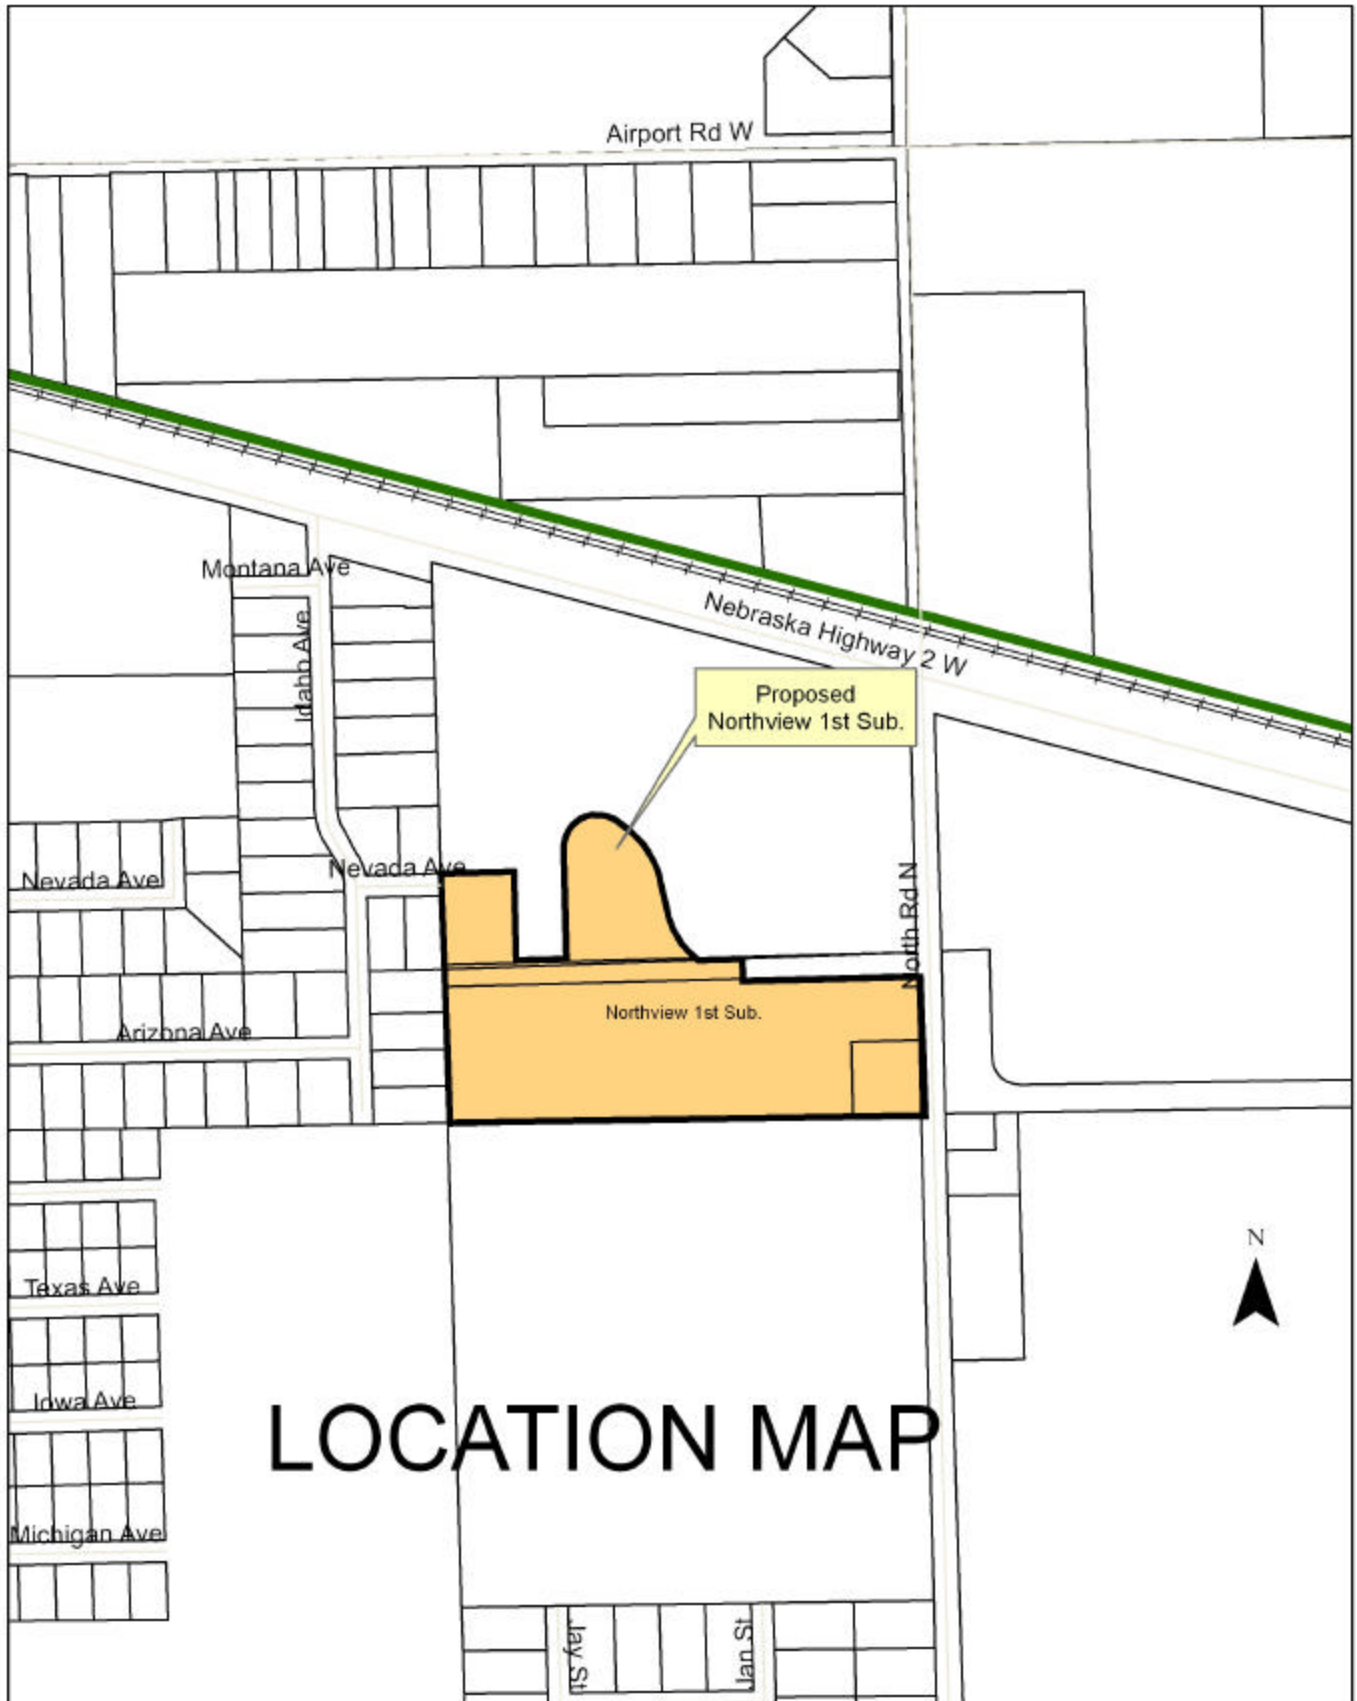 Airport Rd W
Nebraska Highway 2 W
Montana Ave
Idaho Ave
Proposed
Northview 1st Sub.
Nevada Ave
Nevada Ave
North Rd N
Northview 1st Sub.
Arizona Ave
N
Texas Ave
Iowa Ave
LOCATION MAP
Michigan Ave
Jay St
Jan St